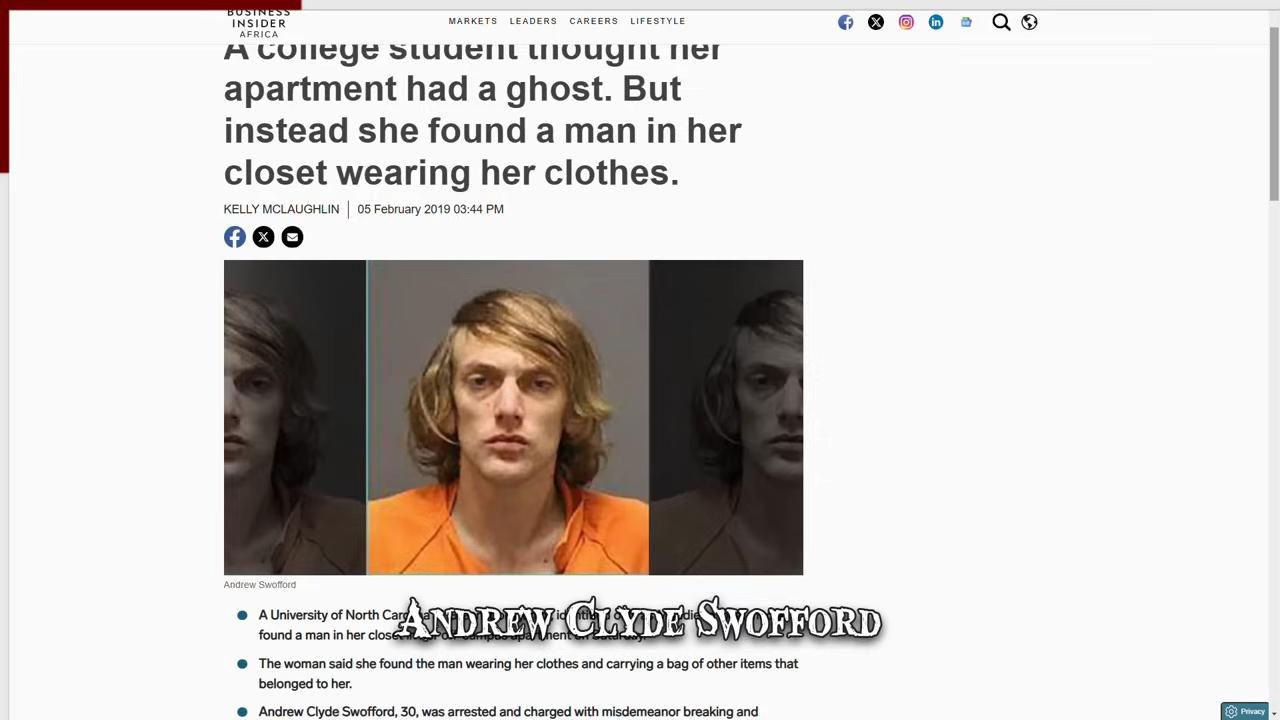 BUSINESS
INSIDER
AFRICA
MARKETS LEADERS CAREERS LIFESTYLE
A college student thought her
apartment had a ghost. But
instead she found a man in her
closet wearing her clothes.
KELLY MCLAUGHLIN 05 February 2019 03:44 PM
Andrew Swofford
A University of North
found a man in her
ANDREW CLYDE SWOFFORD
The woman said she found the man wearing her clothes and carrying a bag of other items that
belonged to her.
Andrew Clyde Swofford, 30, was arrested and charged with misdemeanor breaking and
Privacy